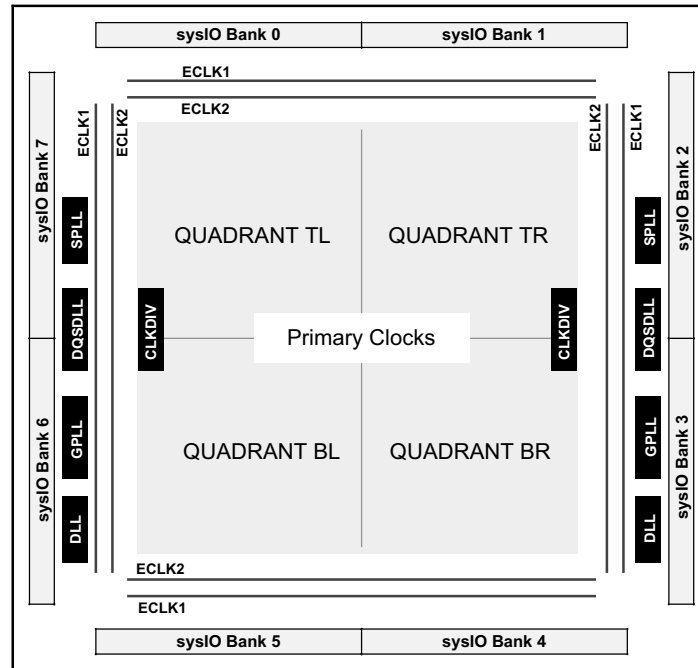 sysIO Bank 0
sysIO Bank 1
ECLK1
ECLK2
sysIO Bank 7
ECLK1
ECLK2
ECLK2
ECLK1
sysIO Bank 2
SPLL
QUADRANT TL
QUADRANT TR
SPLL
DQSDLL
CLKDIV
Primary Clocks
CLKDIV
DQSDLL
sysIO Bank 6
GPLL
QUADRANT BL
QUADRANT BR
GPLL
sysIO Bank 3
DLL
DLL
ECLK2
ECLK1
sysIO Bank 5
sysIO Bank 4